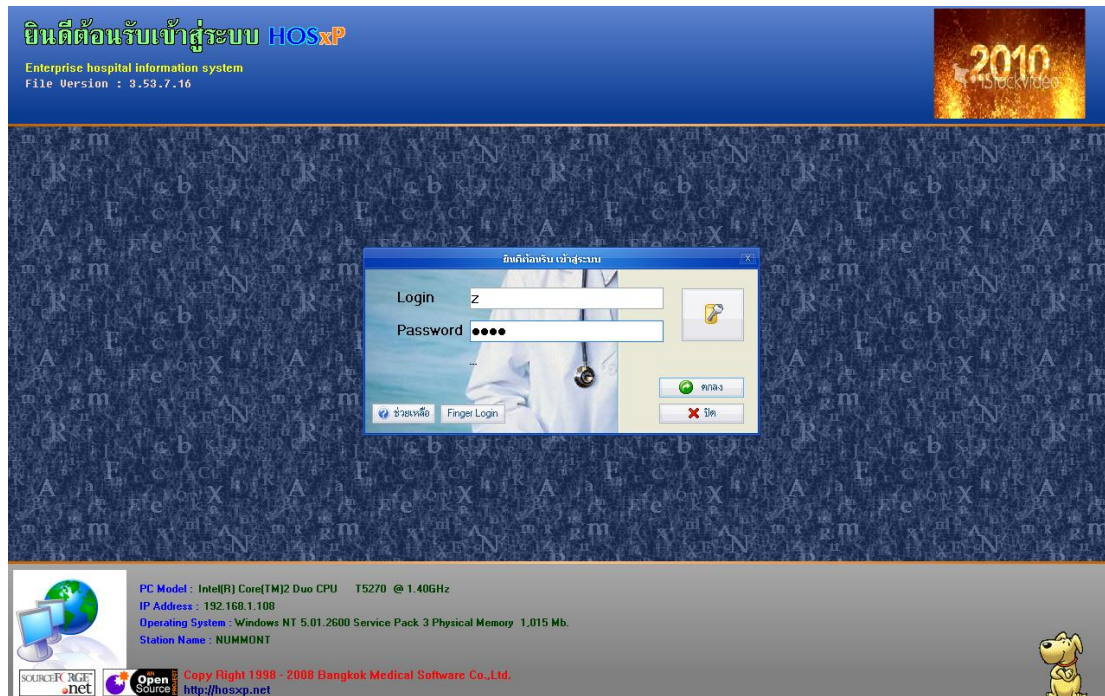 ยินดีต้อนรับเข้าสู่ระบบ HOSxP
Enterprise hospital information system
File Version : 3.53.7.16
2010
iStockvideo
ยินดีต้อนรับ เข้าสู่ระบบ
Login z
Password ●●●●
...
ตกลง
ช่วยเหลือ Finger Login ปิด
PC Model : Intel(R) Core(TM)2 Duo CPU T5270 @ 1.40GHz
IP Address : 192.168.1.108
Operating System : Windows NT 5.01.2600 Service Pack 3 Physical Memory 1,015 Mb.
Station Name : NUMMONT
SOURCEFORGE
.net
AN
Open
Source
PROJECT
Copy Right 1998 - 2008 Bangkok Medical Software Co.,Ltd.
http://hosxp.net